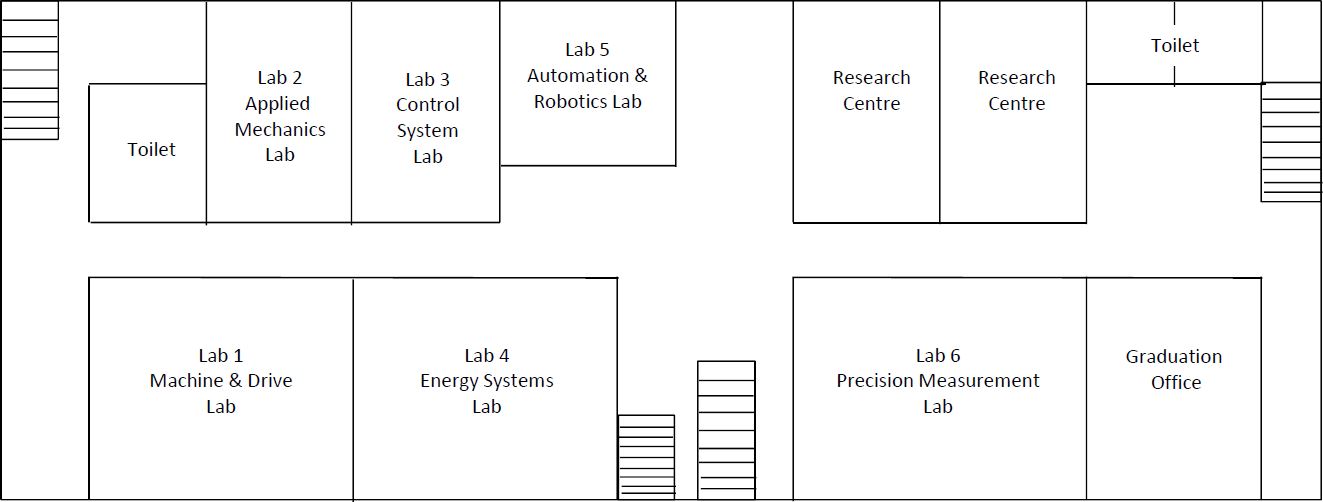 Lab 2
Applied
Mechanics
Lab
Lab 3
Control
System
Lab
Lab 5
Automation &
Robotics Lab
Research
Centre
Research
Centre
Toilet
Toilet
Lab 1
Machine & Drive
Lab
Lab 4
Energy Systems
Lab
Lab 6
Precision Measurement
Lab
Graduation
Office